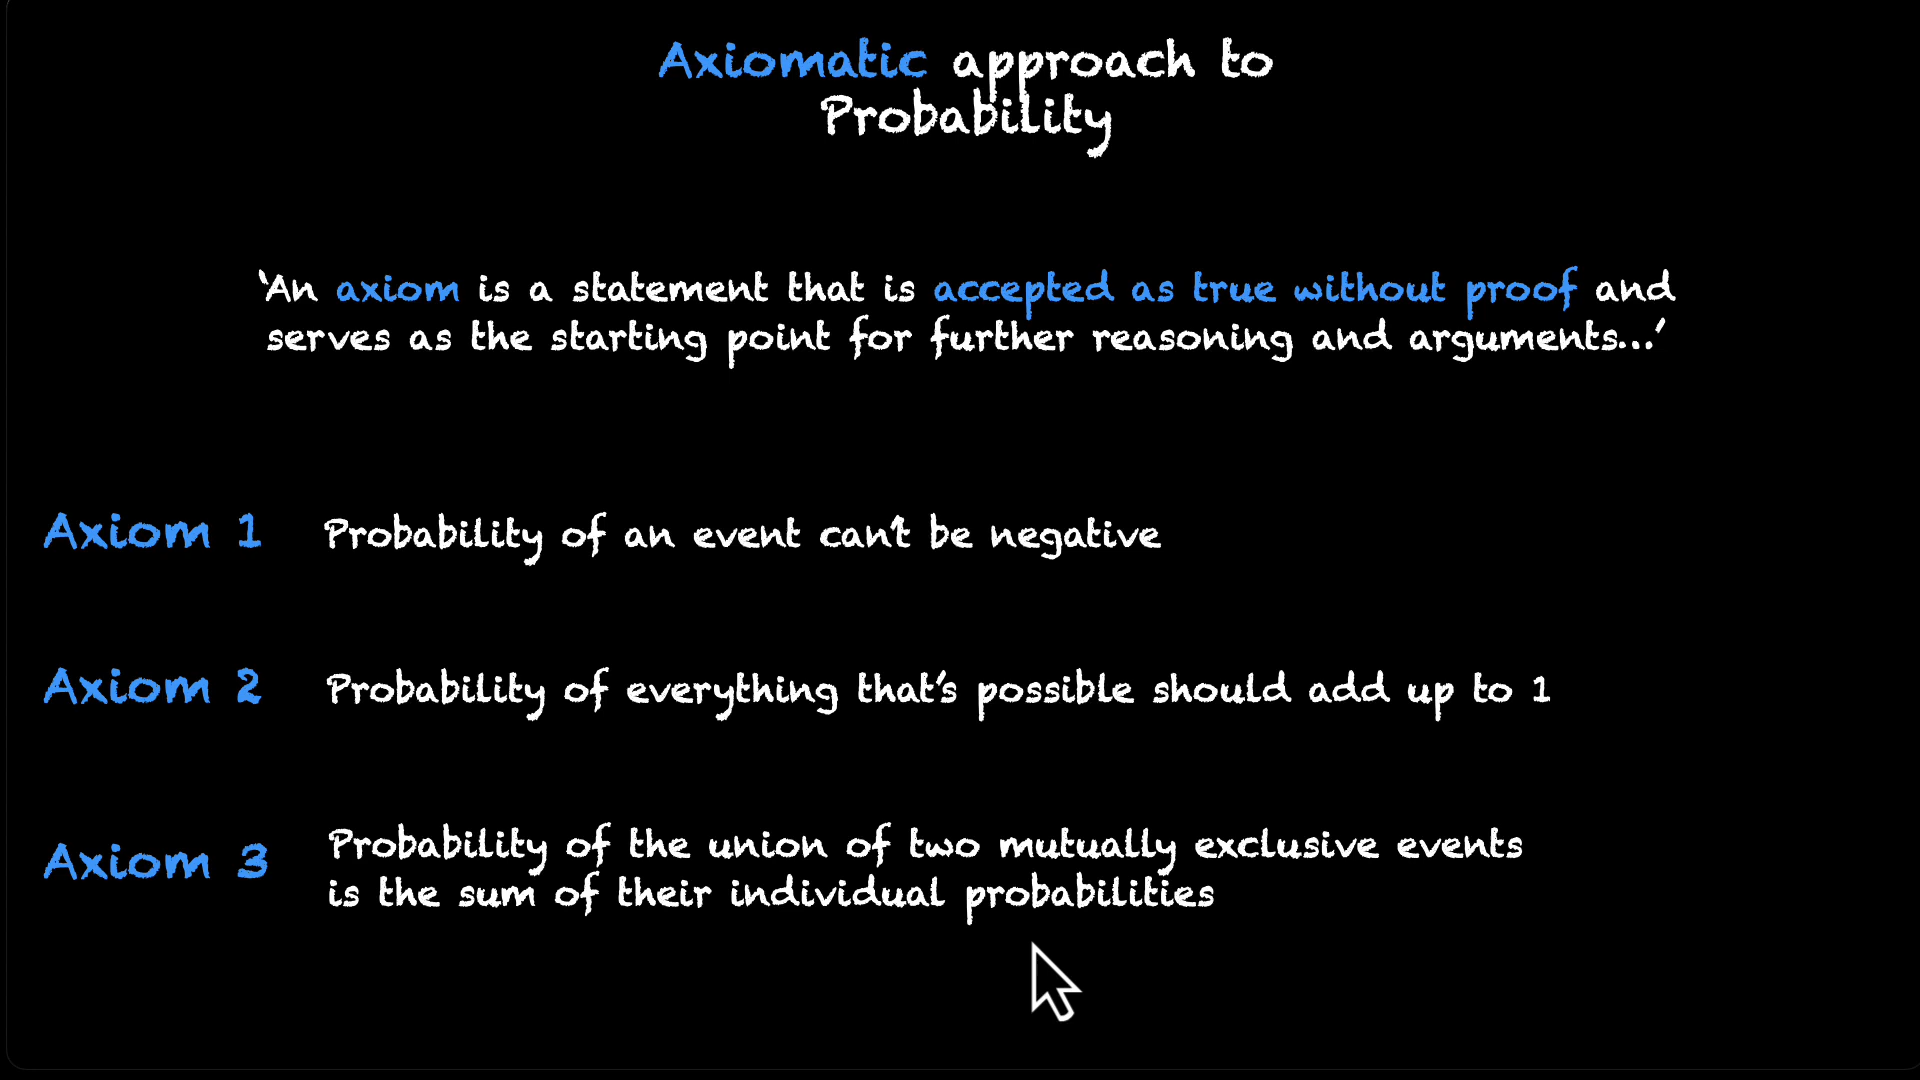 Axiomatic approach to
Probability
‘An axiom is a statement that is accepted as true without proof and
serves as the starting point for further reasoning and arguments...’
Axiom 1 Probability of an event can't be negative
Axiom 2 Probability of everything that's possible should add up to 1
Axiom 3 Probability of the union of two mutually exclusive events
is the sum of their individual probabilities